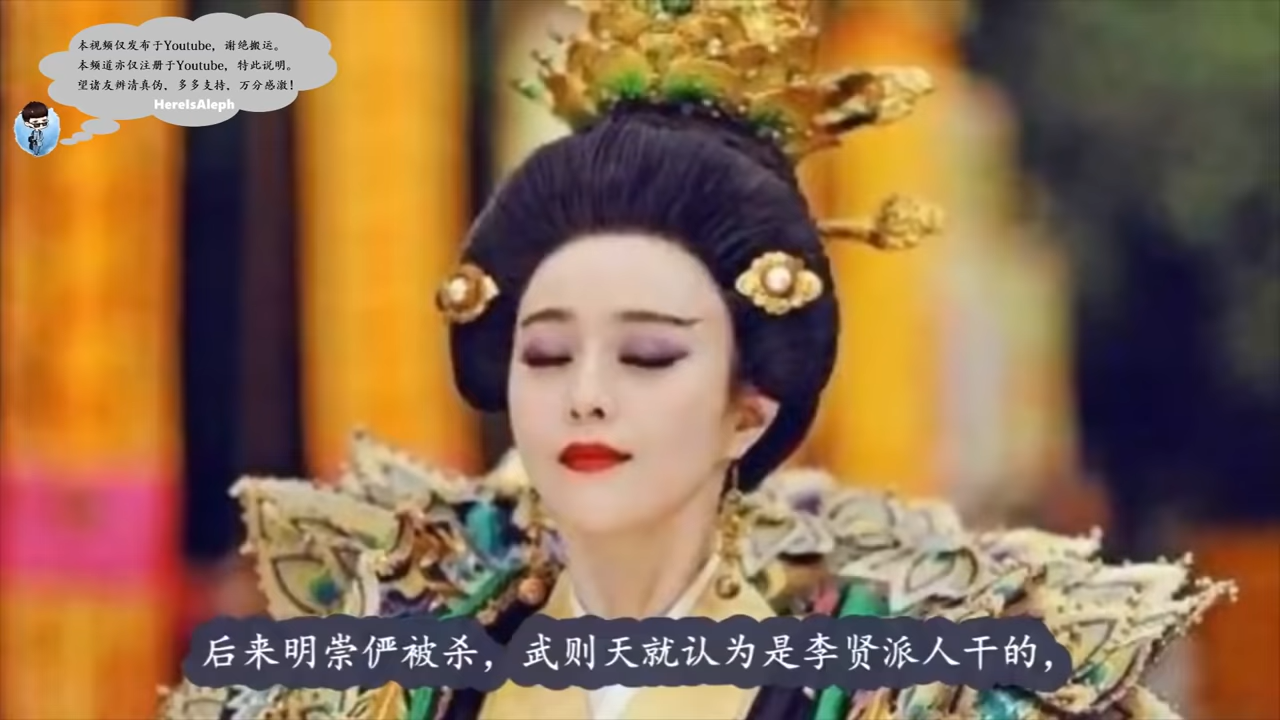 本视频仅发布于Youtube，谢绝搬运。
本频道亦仅注册于Youtube，特此说明。
望诸友辨清真伪，多多支持，万分感激！
HereIsAleph
后来明崇俨被杀，武则天就认为是李贤派人干的，